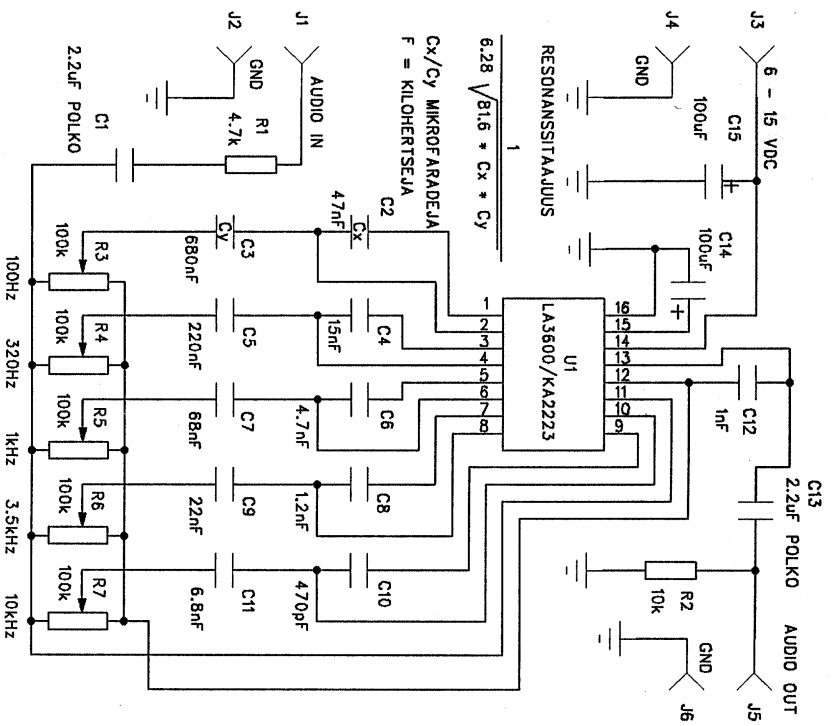 J3
6 - 15 VDC
C15
100uF
+
J4
GND
C14
100uF
+
RESONANSSITAAJUUS
1
6.28 √81.6 * Cx * Cy
Cx/Cy MIKROFARADEJA
F = KILOHERTSEJA
J1
AUDIO IN
J2
GND
R1
4.7k
C1
2.2uF POLKO
U1
LA3600/KA2223
16
15
14
13
12
11
10
9
1
2
3
4
5
6
7
8
C12
1nF
C13
2.2uF POLKO
R2
10k
AUDIO OUT
J5
GND
J6
C2
Cx
47nF
C4
15nF
C6
4.7nF
C8
1.2nF
C10
470pF
C3
Cy
680nF
C5
220nF
C7
68nF
C9
22nF
C11
6.8nF
R3
100k
R4
100k
R5
100k
R6
100k
R7
100k
100Hz
320Hz
1kHz
3.5kHz
10kHz